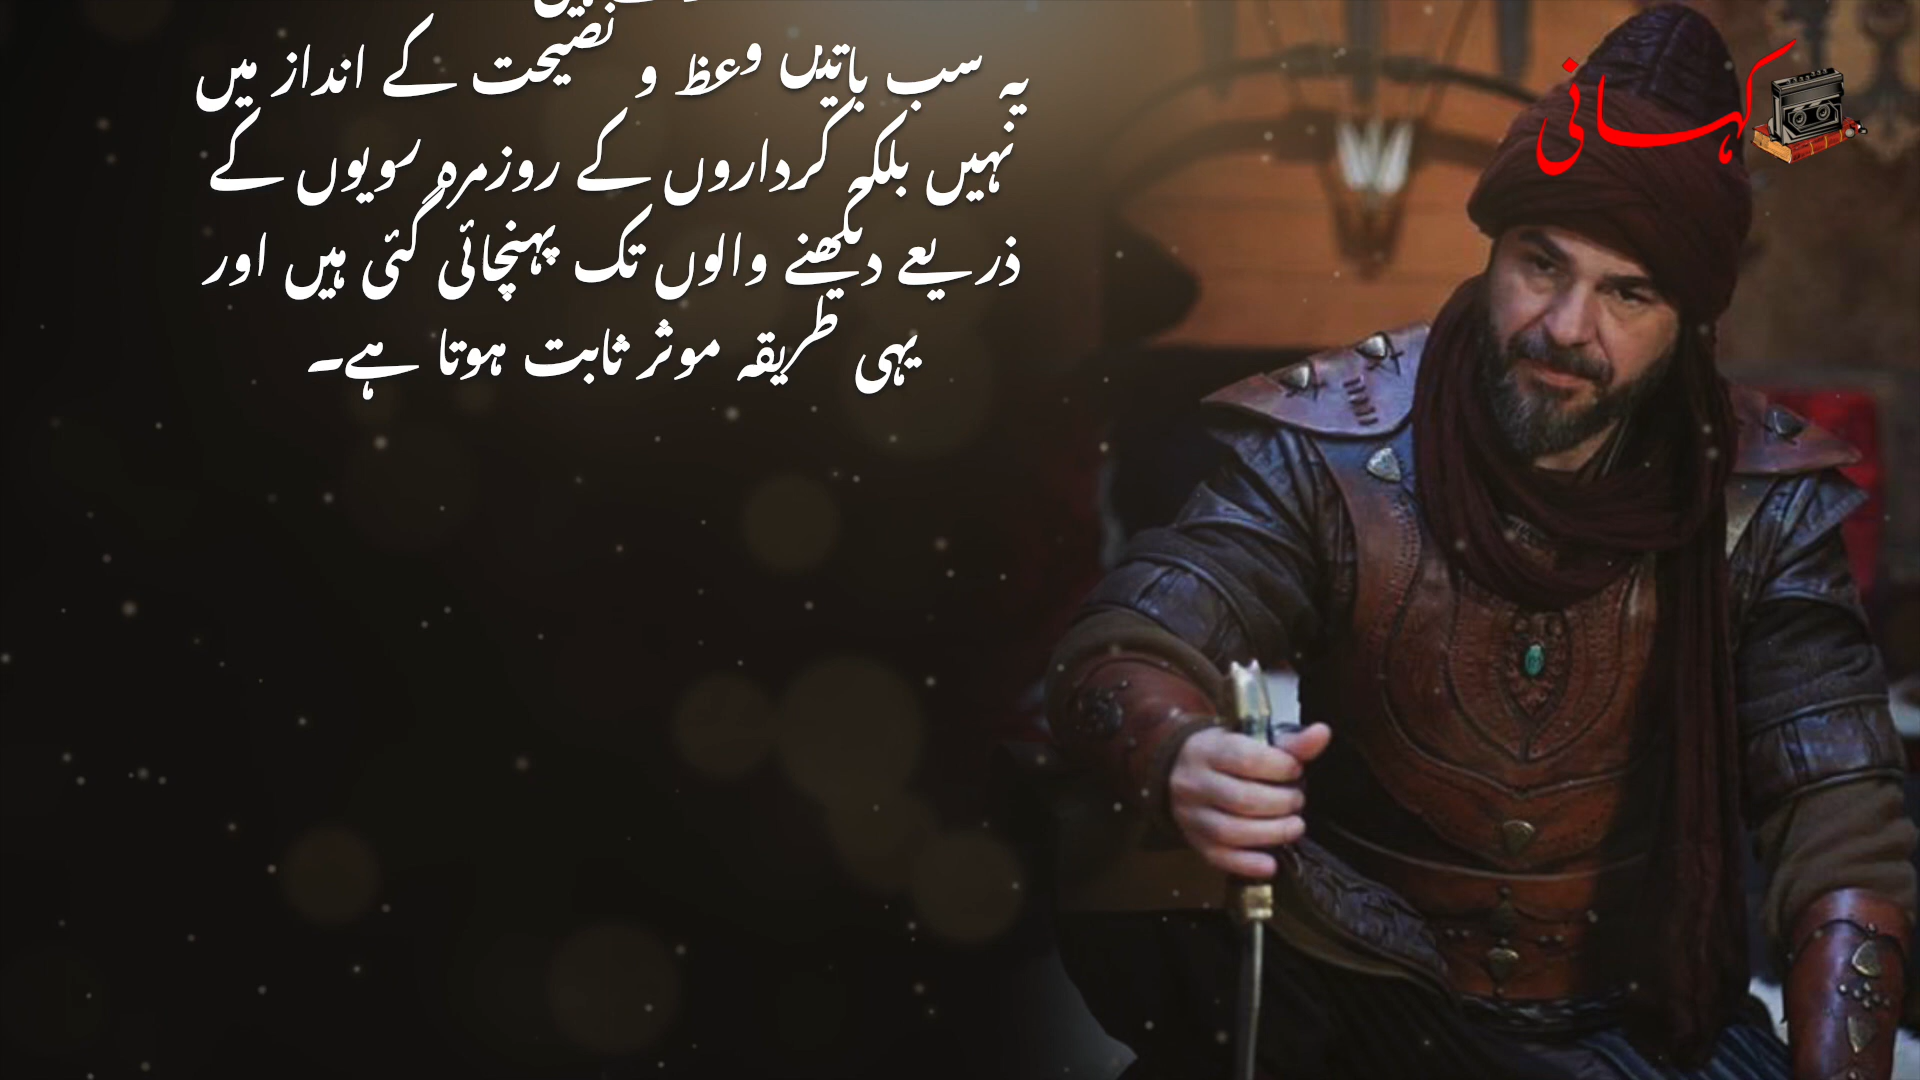 یہ سب باتیں وعظ و نصیحت کے انداز میں
نہیں بلکہ کرداروں کے روزمرہ رویوں کے
ذریعے دیکھنے والوں تک پہنچائی گئی ہیں اور
یہی طریقہ موثر ثابت ہوتا ہے۔
کہانی